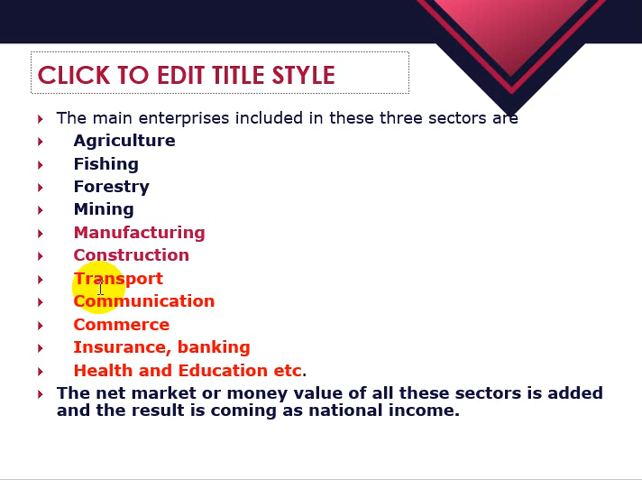 CLICK TO EDIT TITLE STYLE
The main enterprises included in these three sectors are
Agriculture
Fishing
Forestry
Mining
Manufacturing
Construction
Transport
Communication
Commerce
Insurance, banking
Health and Education etc.
The net market or money value of all these sectors is added
and the result is coming as national income.